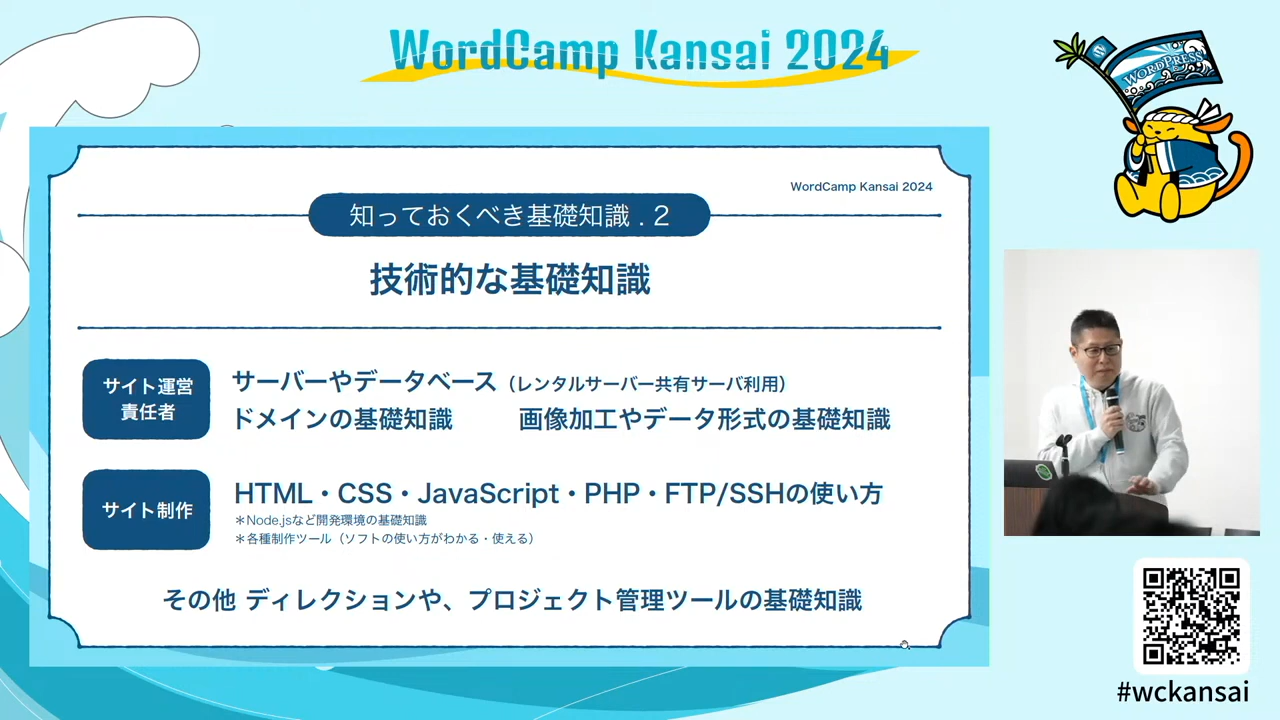 WordCamp Kansai 2024
WORDPRESS
W
WordCamp Kansai 2024
知っておくべき基礎知識 . 2
技術的な基礎知識
サイト運営
責任者
サーバーやデータベース（レンタルサーバー共有サーバ利用）
ドメインの基礎知識 画像加工やデータ形式の基礎知識
サイト制作
HTML・CSS・JavaScript・PHP・FTP/SSHの使い方
＊Node.jsなど開発環境の基礎知識
＊各種制作ツール（ソフトの使い方がわかる・使える）
その他 ディレクションや、プロジェクト管理ツールの基礎知識
#wckansai